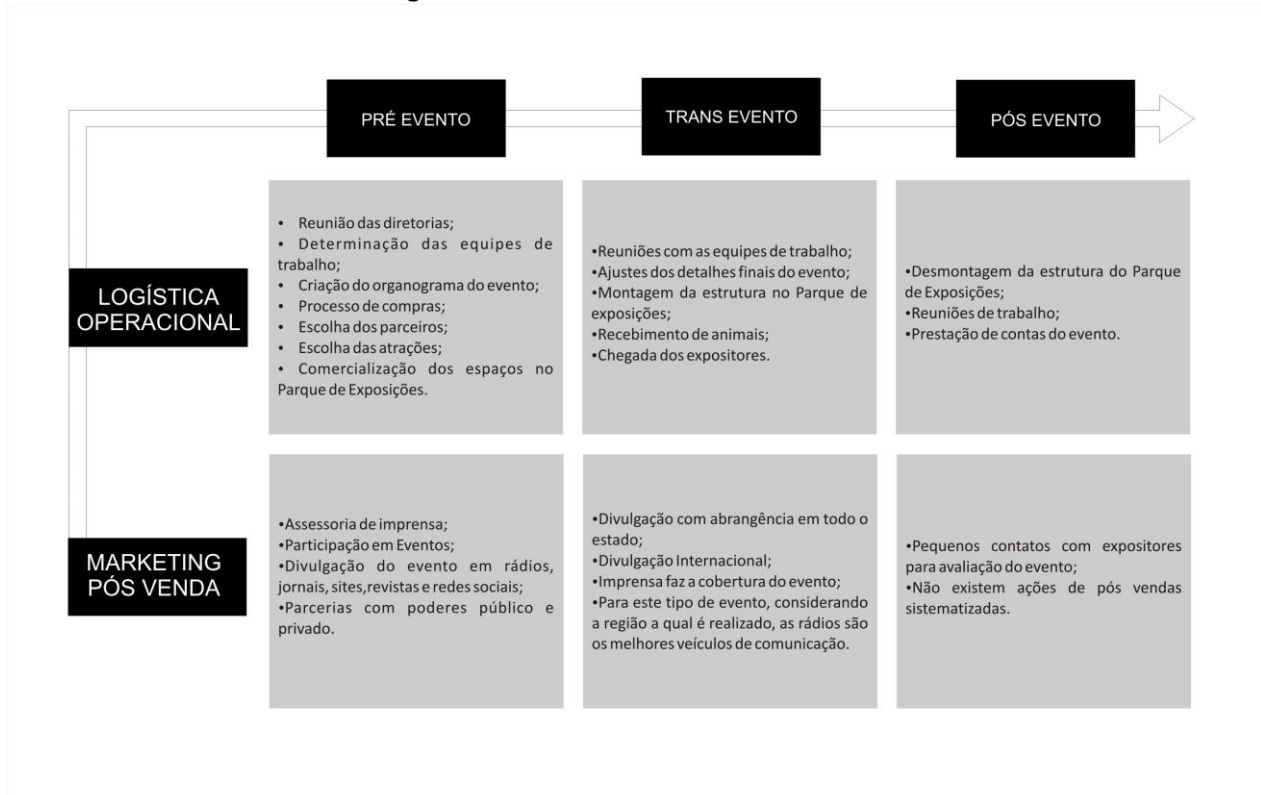 PRÉ EVENTO
TRANS EVENTO
PÓS EVENTO
LOGÍSTICA
OPERACIONAL
• Reunião das diretorias;
• Determinação das equipes de
trabalho;
• Criação do organograma do evento;
• Processo de compras;
• Escolha dos parceiros;
• Escolha das atrações;
• Comercialização dos espaços no
Parque de Exposições.
•Reuniões com as equipes de trabalho;
•Ajustes dos detalhes finais do evento;
•Montagem da estrutura no Parque de
exposições;
•Recebimento de animais;
•Chegada dos expositores.
•Desmontagem da estrutura do Parque
de Exposições;
•Reuniões de trabalho;
•Prestação de contas do evento.
MARKETING
PÓS VENDA
•Assessoria de imprensa;
•Participação em Eventos;
•Divulgação do evento em rádios,
jornais, sites,revistas e redes sociais;
•Parcerias com poderes público e
privado.
•Divulgação com abrangência em todo o
estado;
•Divulgação Internacional;
•Imprensa faz a cobertura do evento;
•Para este tipo de evento, considerando
a região a qual é realizado, as rádios são
os melhores veículos de comunicação.
•Pequenos contatos com expositores
para avaliação do evento;
•Não existem ações de pós vendas
sistematizadas.